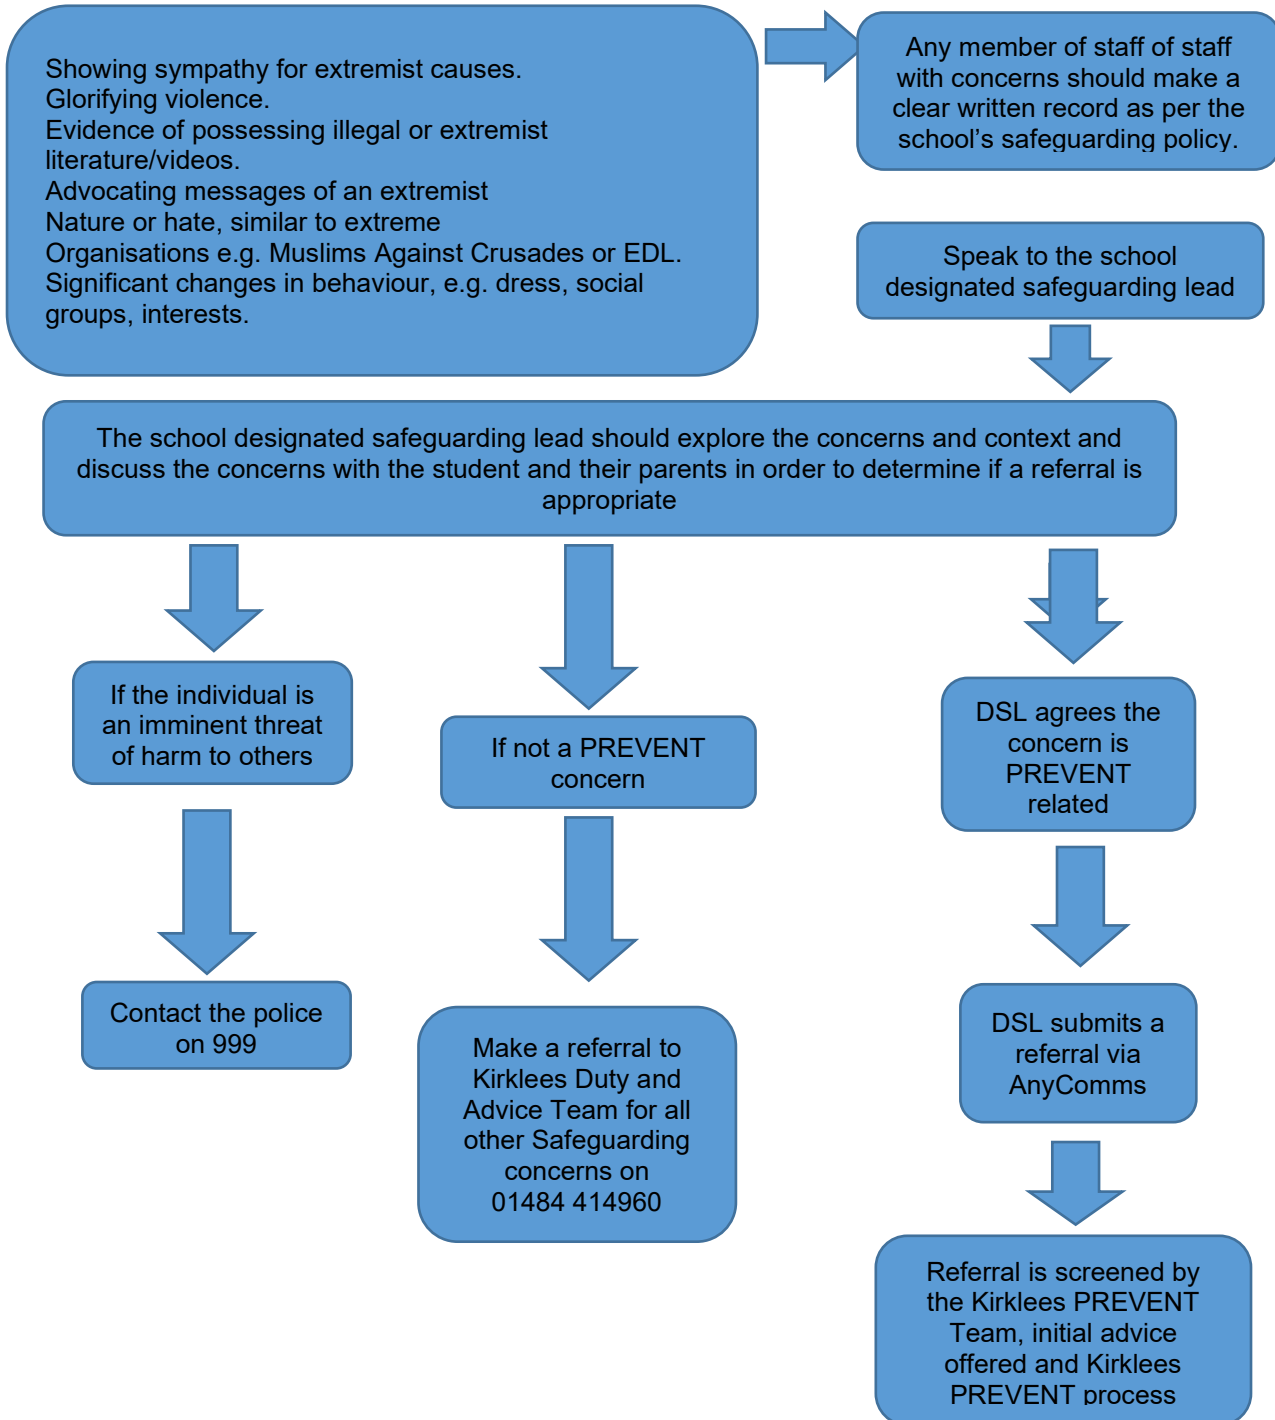 Showing sympathy for extremist causes.
Glorifying violence.
Evidence of possessing illegal or extremist
literature/videos.
Advocating messages of an extremist
Nature or hate, similar to extreme
Organisations e.g. Muslims Against Crusades or EDL.
Significant changes in behaviour, e.g. dress, social
groups, interests.
Any member of staff of staff
with concerns should make a
clear written record as per the
school’s safeguarding policy.
Speak to the school
designated safeguarding lead
The school designated safeguarding lead should explore the concerns and context and
discuss the concerns with the student and their parents in order to determine if a referral is
appropriate
If the individual is
an imminent threat
of harm to others
Contact the police
on 999
If not a PREVENT
concern
Make a referral to
Kirklees Duty and
Advice Team for all
other Safeguarding
concerns on
01484 414960
DSL agrees the
concern is
PREVENT
related
DSL submits a
referral via
AnyComms
Referral is screened by
the Kirklees PREVENT
Team, initial advice
offered and Kirklees
PREVENT process